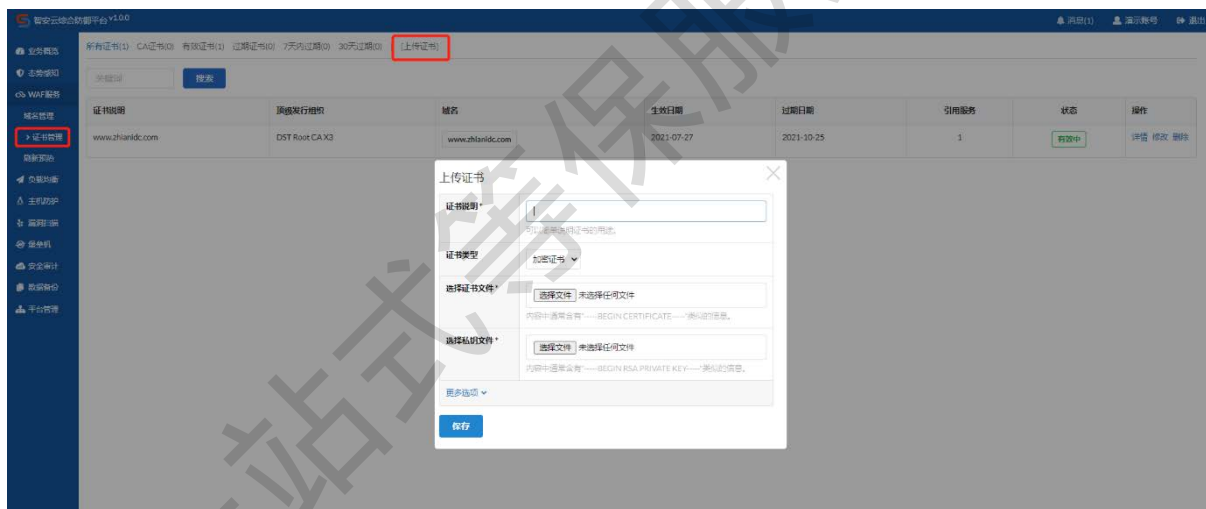 智安云综合防御平台 V1.0.0
消息(1) 演示账号 退出
业务概览
态势感知
WAF服务
域名管理
证书管理
刷新预热
负载均衡
主机防护
漏洞扫描
堡垒机
安全审计
数据备份
平台管理
所有证书(1) CA证书(0) 有效证书(1) 过期证书(0) 7天内过期(0) 30天过期(0) [上传证书]
关键词 搜索
证书说明 顶级发行组织 域名 生效日期 过期日期 引用服务 状态 操作
www.zhianidc.com DST Root CA X3 www.zhianidc.com 2021-07-27 2021-10-25 1 有效中 详情 修改 删除
上传证书
证书说明 *
可以简单说明证书的用途。
证书类型 加密证书
选择证书文件 * 选择文件 未选择任何文件
内容中通常含有"-----BEGIN CERTIFICATE-----"类似的信息。
选择私钥文件 * 选择文件 未选择任何文件
内容中通常含有"-----BEGIN RSA PRIVATE KEY-----"类似的信息。
更多选项
保存
站式等保服